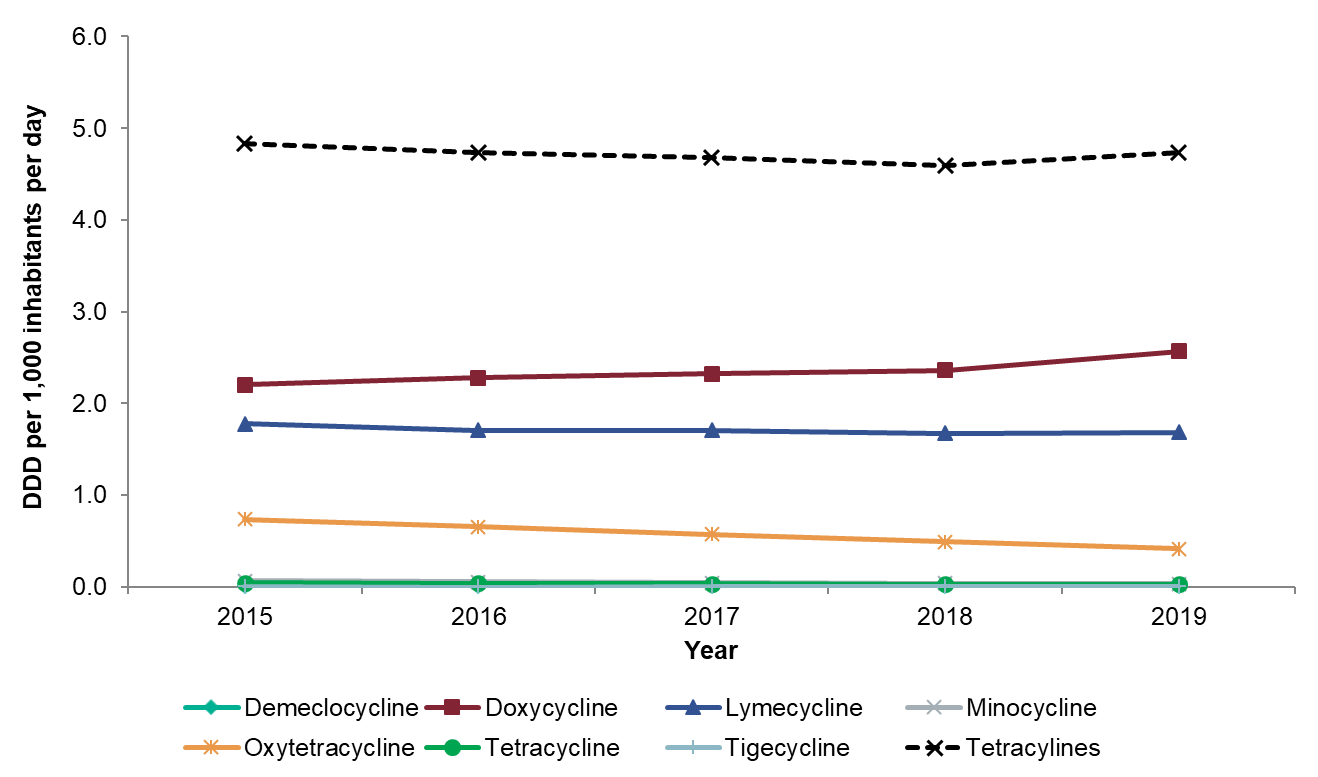 6.0
5.0
4.0
3.0
2.0
1.0
0.0
DDD per 1,000 inhabitants per day
2015 2016 2017 2018 2019
Year
Demeclocycline Doxycycline Lymecycline Minocycline
Oxytetracycline Tetracycline Tigecycline Tetracylines